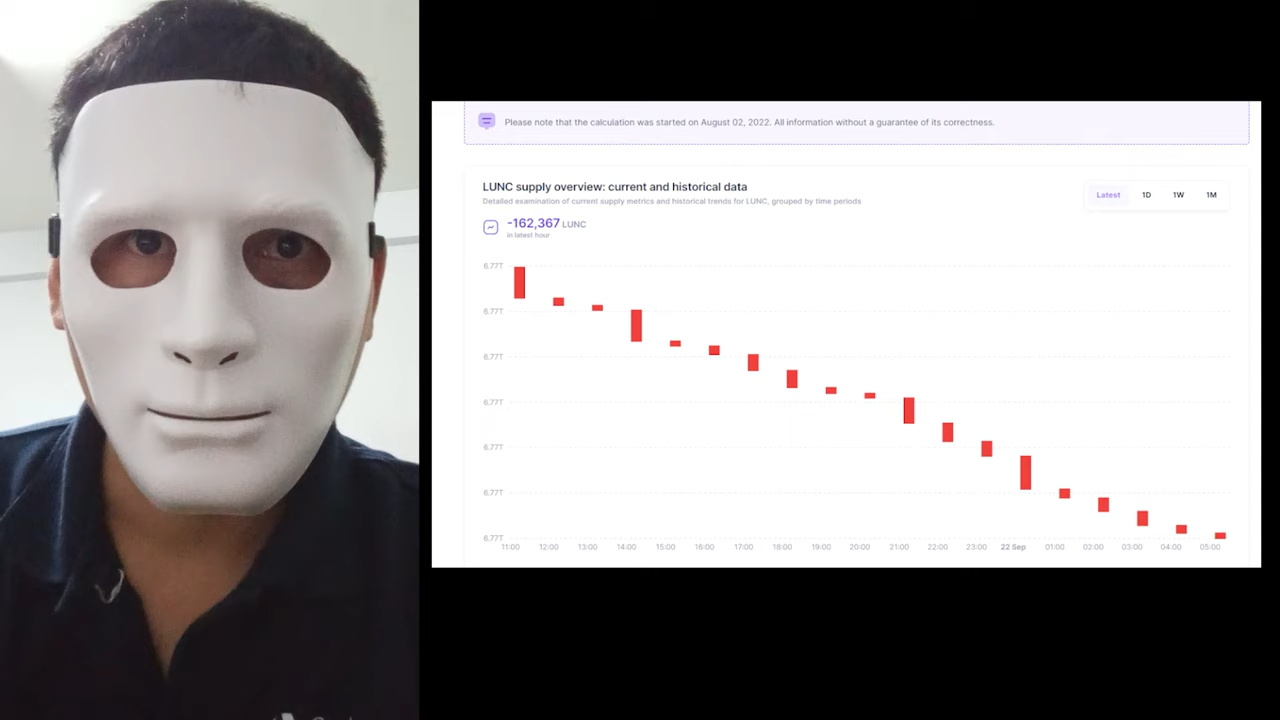 Please note that the calculation was started on August 02, 2022. All information without a guarantee of its correctness.
LUNC supply overview: current and historical data
Detailed examination of current supply metrics and historical trends for LUNC, grouped by time periods
Latest 1D 1W 1M
-162,367 LUNC
in latest hour
6.77T
6.77T
6.77T
6.77T
6.77T
6.77T
6.77T
11:00 12:00 13:00 14:00 15:00 16:00 17:00 18:00 19:00 20:00 21:00 22:00 23:00 22 Sep 01:00 02:00 03:00 04:00 05:00